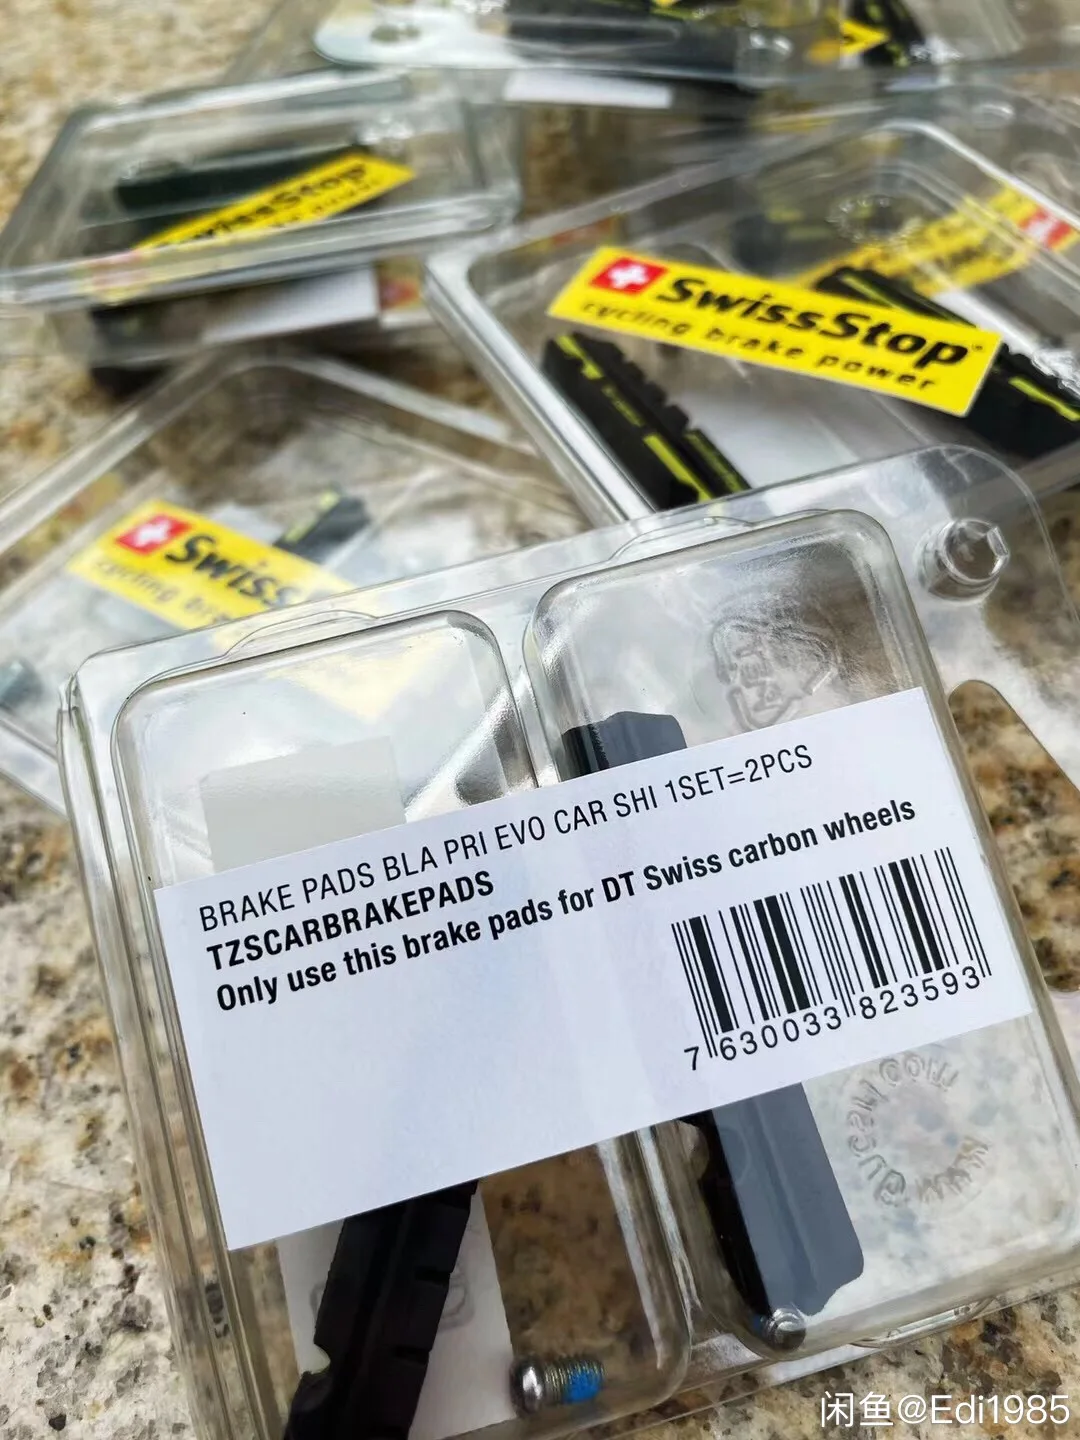 SwissStop
SwissStop
cycling brake power
Swiss
cycling
BRAKE PADS BLA PRI EVO CAR SHI 1SET=2PCS
TZSCARBRAKEPADS
Only use this brake pads for DT Swiss carbon wheels
7 630033 823593
闲鱼@Edi1985